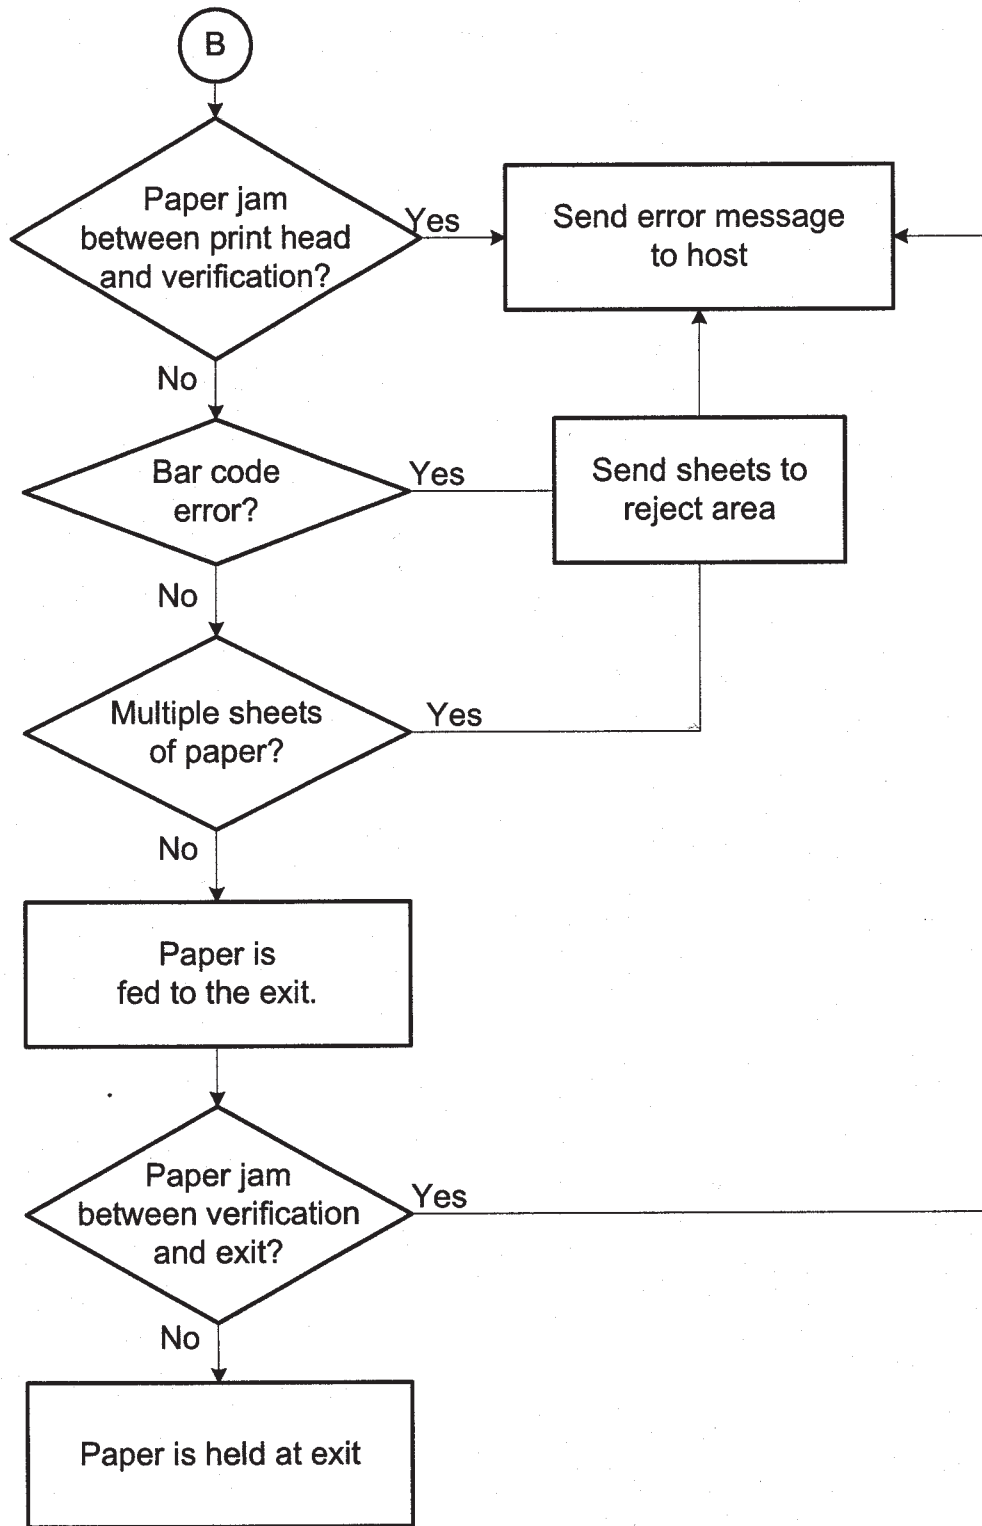 B
Paper jam
between print head
and verification?
Yes
Send error message
to host
No
Bar code
error?
Yes
Send sheets to
reject area
No
Multiple sheets
of paper?
Yes
No
Paper is
fed to the exit.
Paper jam
between verification
and exit?
Yes
No
Paper is held at exit